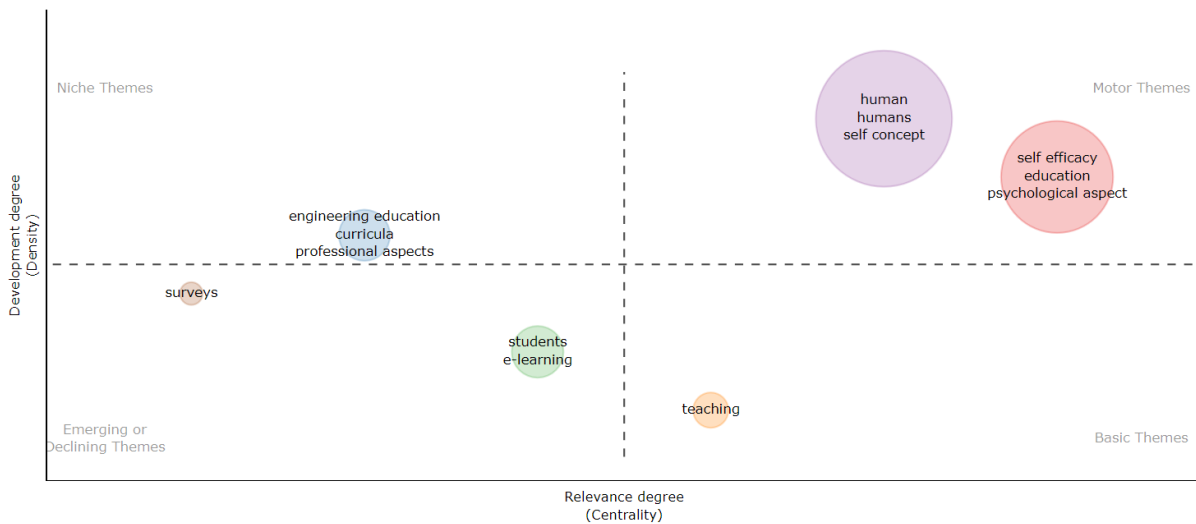 Niche Themes
Motor Themes
human
humans
self concept
self efficacy
education
psychological aspect
engineering education
curricula
professional aspects
surveys
students
e-learning
teaching
Emerging or
Declining Themes
Basic Themes
Development degree
(Density)
Relevance degree
(Centrality)